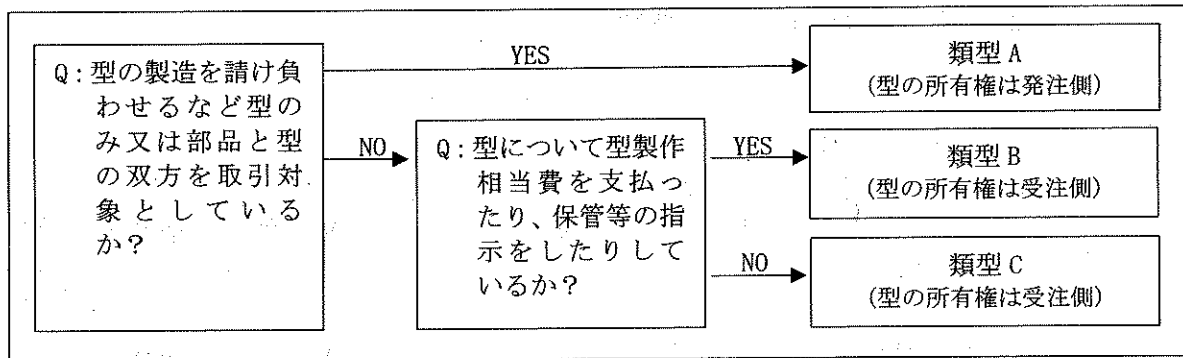 Q：型の製造を請け負
わせるなど型の
み又は部品と型
の双方を取引対
象としている
か？
YES
NO
Q：型について型製作
相当費を支払っ
たり、保管等の指
示をしたりして
いるか？
YES
NO
類型 A
(型の所有権は発注側)
類型 B
(型の所有権は受注側)
類型 C
(型の所有権は受注側)